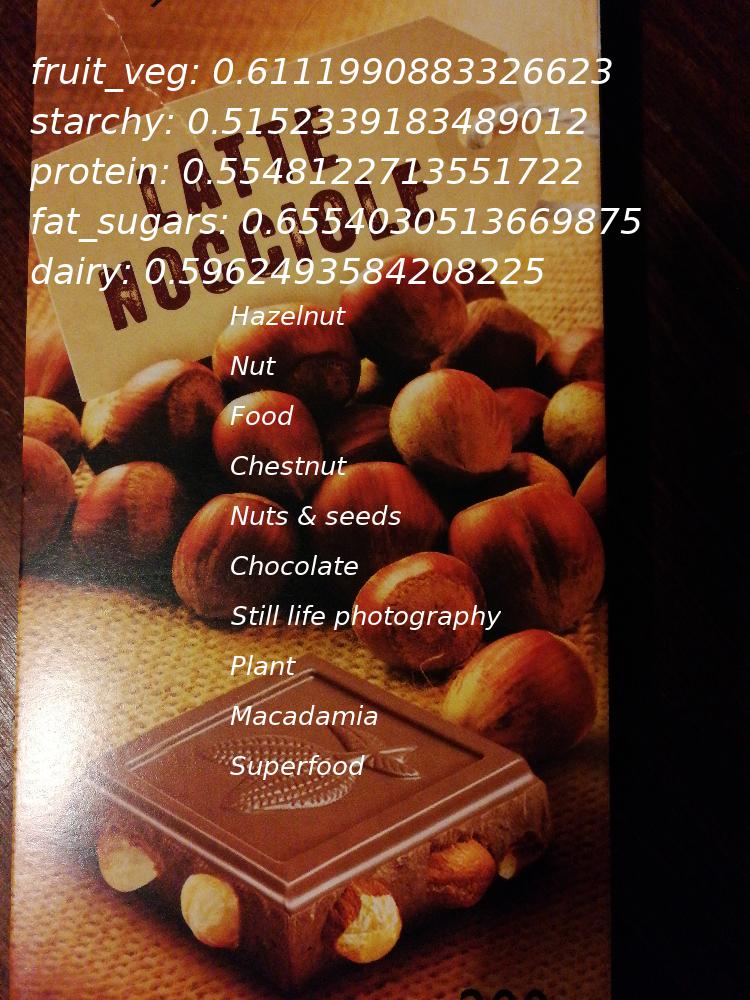 fruit_veg: 0.6111990883326623
starchy: 0.5152339183489012
protein: 0.5548122713551722
fat_sugars: 0.6554030513669875
dairy: 0.5962493584208225
LATTE
NOCCIOLE
Hazelnut
Nut
Food
Chestnut
Nuts & seeds
Chocolate
Still life photography
Plant
Macadamia
Superfood